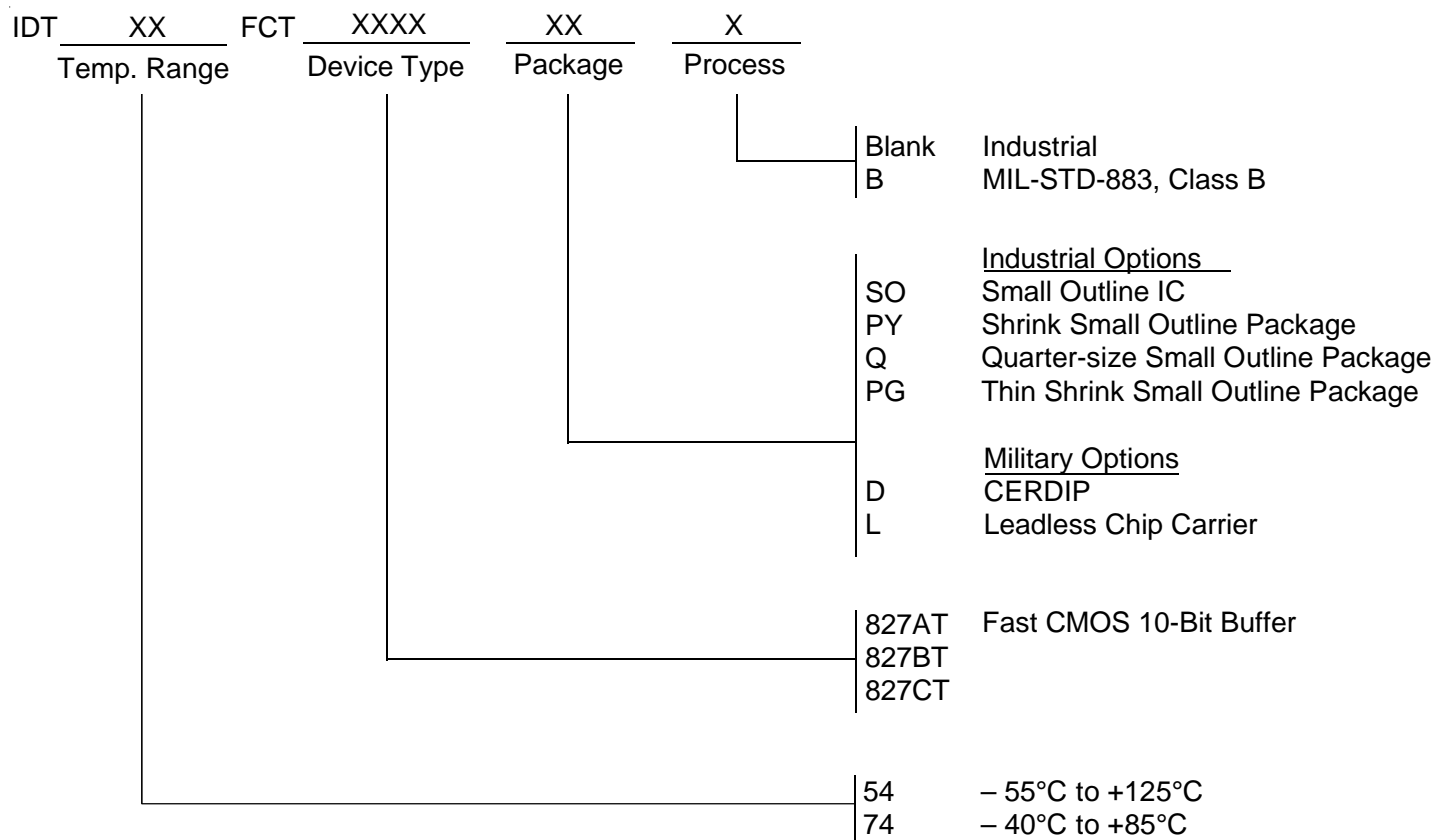 IDT XX FCT XXXX XX X
Temp. Range Device Type Package Process
Blank Industrial
B MIL-STD-883, Class B
Industrial Options
SO Small Outline IC
PY Shrink Small Outline Package
Q Quarter-size Small Outline Package
PG Thin Shrink Small Outline Package
Military Options
D CERDIP
L Leadless Chip Carrier
827AT Fast CMOS 10-Bit Buffer
827BT
827CT
54 – 55°C to +125°C
74 – 40°C to +85°C